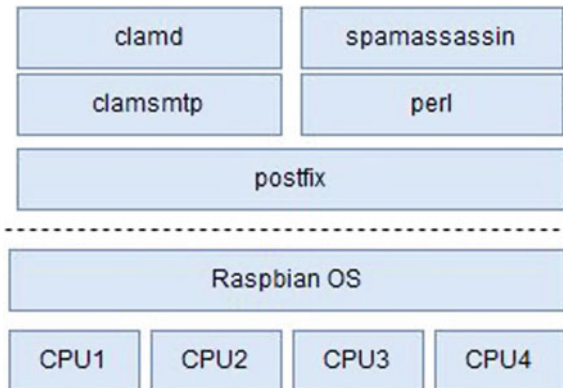 clamd spamassassin
clamsmtp perl
postfix
Raspbian OS
CPU1 CPU2 CPU3 CPU4